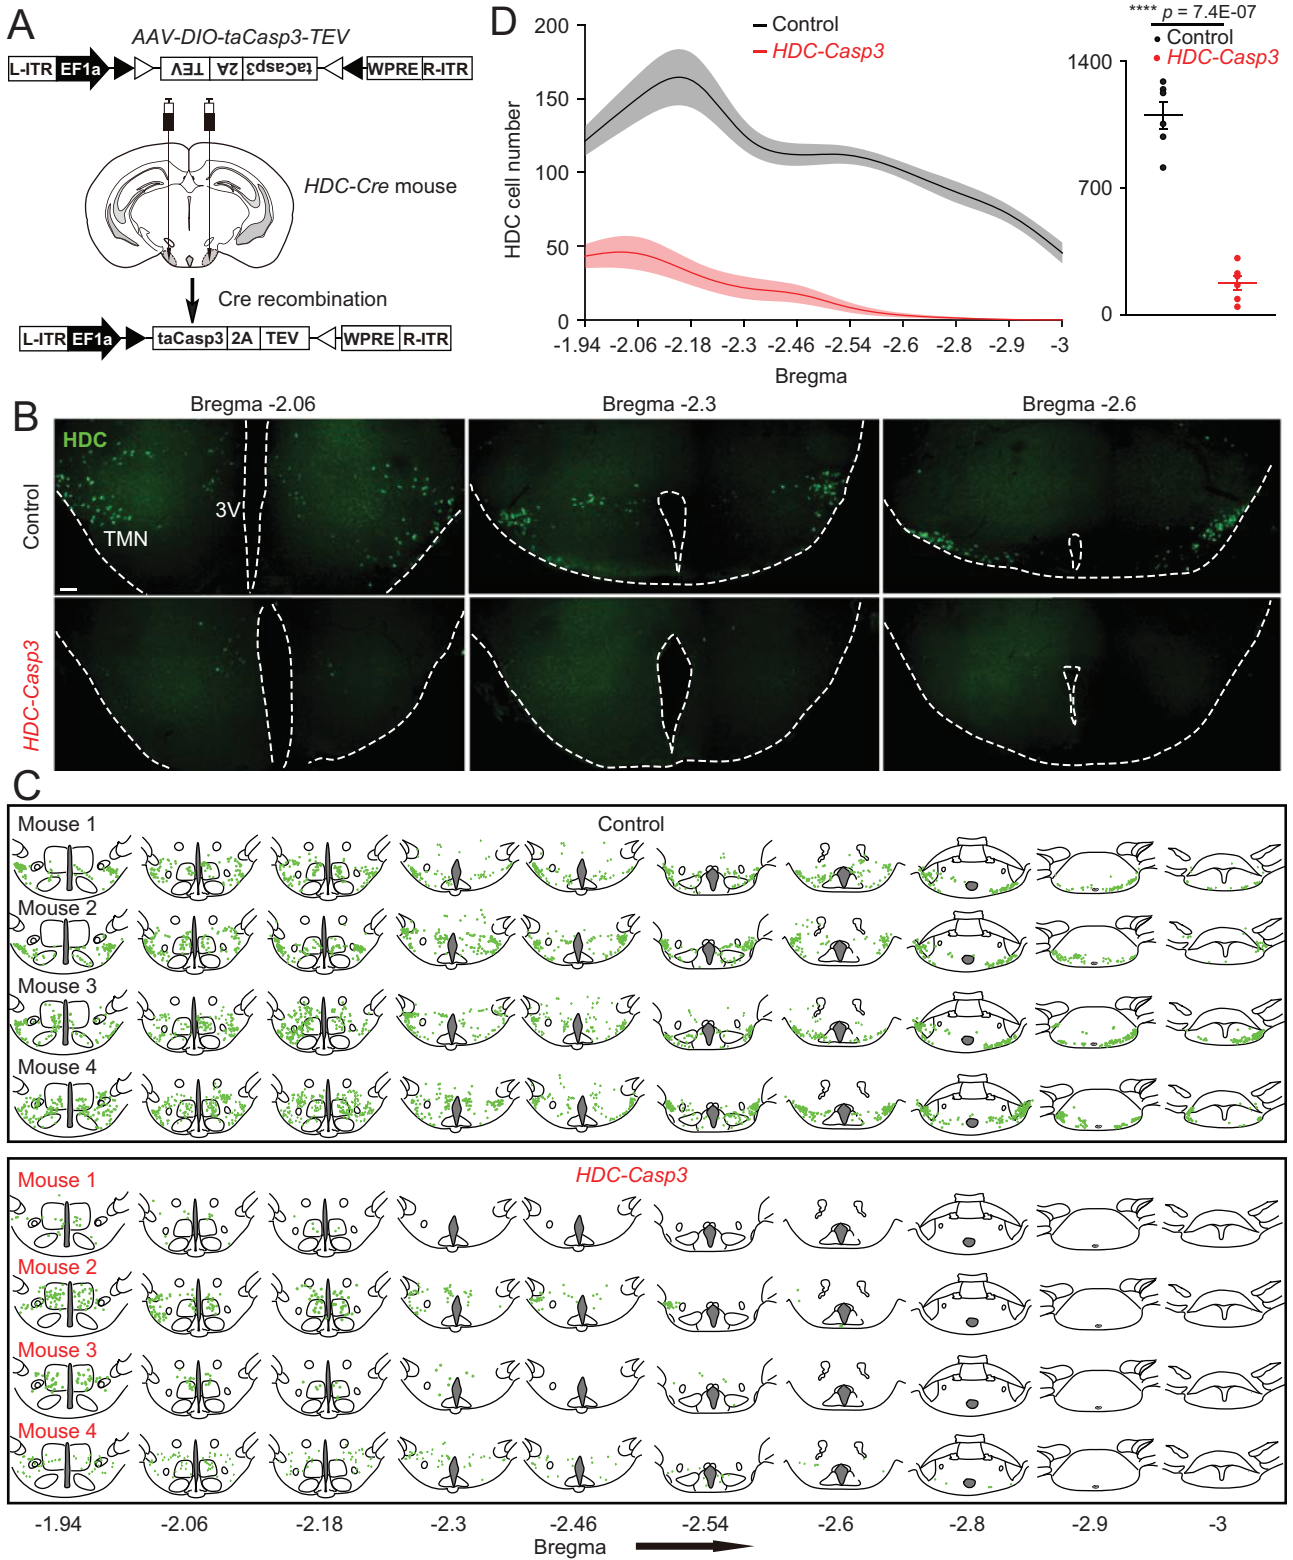 A
AAV-DIO-taCasp3-TEV
L-ITR EF1a TEV 2A taCasp3 WPRE R-ITR
HDC-Cre mouse
Cre recombination
L-ITR EF1a taCasp3 2A TEV WPRE R-ITR
D
200
150
100
50
0
HDC cell number
Control
HDC-Casp3
-1.94 -2.06 -2.18 -2.3 -2.46 -2.54 -2.6 -2.8 -2.9 -3
Bregma
**** p = 7.4E-07
Control
HDC-Casp3
1400
700
0
B
Bregma -2.06 Bregma -2.3 Bregma -2.6
Control
HDC
3V
TMN
HDC-Casp3
C
Control
Mouse 1
Mouse 2
Mouse 3
Mouse 4
HDC-Casp3
Mouse 1
Mouse 2
Mouse 3
Mouse 4
-1.94 -2.06 -2.18 -2.3 -2.46 -2.54 -2.6 -2.8 -2.9 -3
Bregma